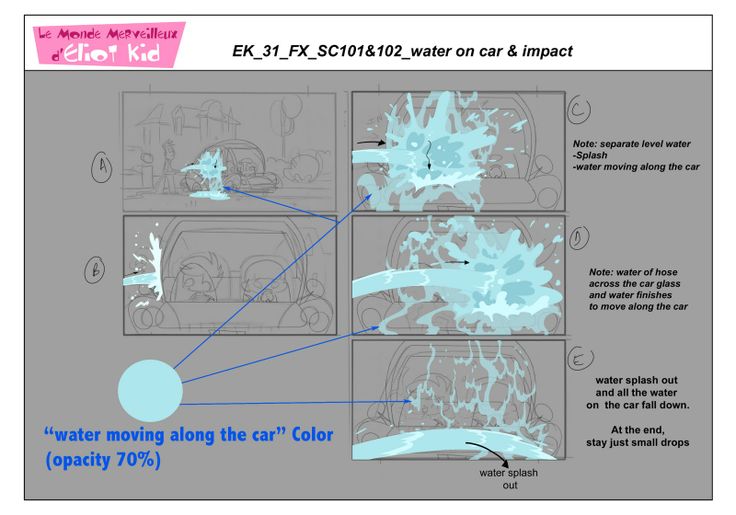 Le Monde Merveilleux
d'Eliot Kid
EK_31_FX_SC101&102_water on car & impact
A
C
Note: separate level water
-Splash
-water moving along the car
B
D
Note: water of hose
across the car glass
and water finishes
to move along the car
E
water splash out
and all the water
on the car fall down.
At the end,
stay just small drops
“water moving along the car” Color
(opacity 70%)
water splash
out